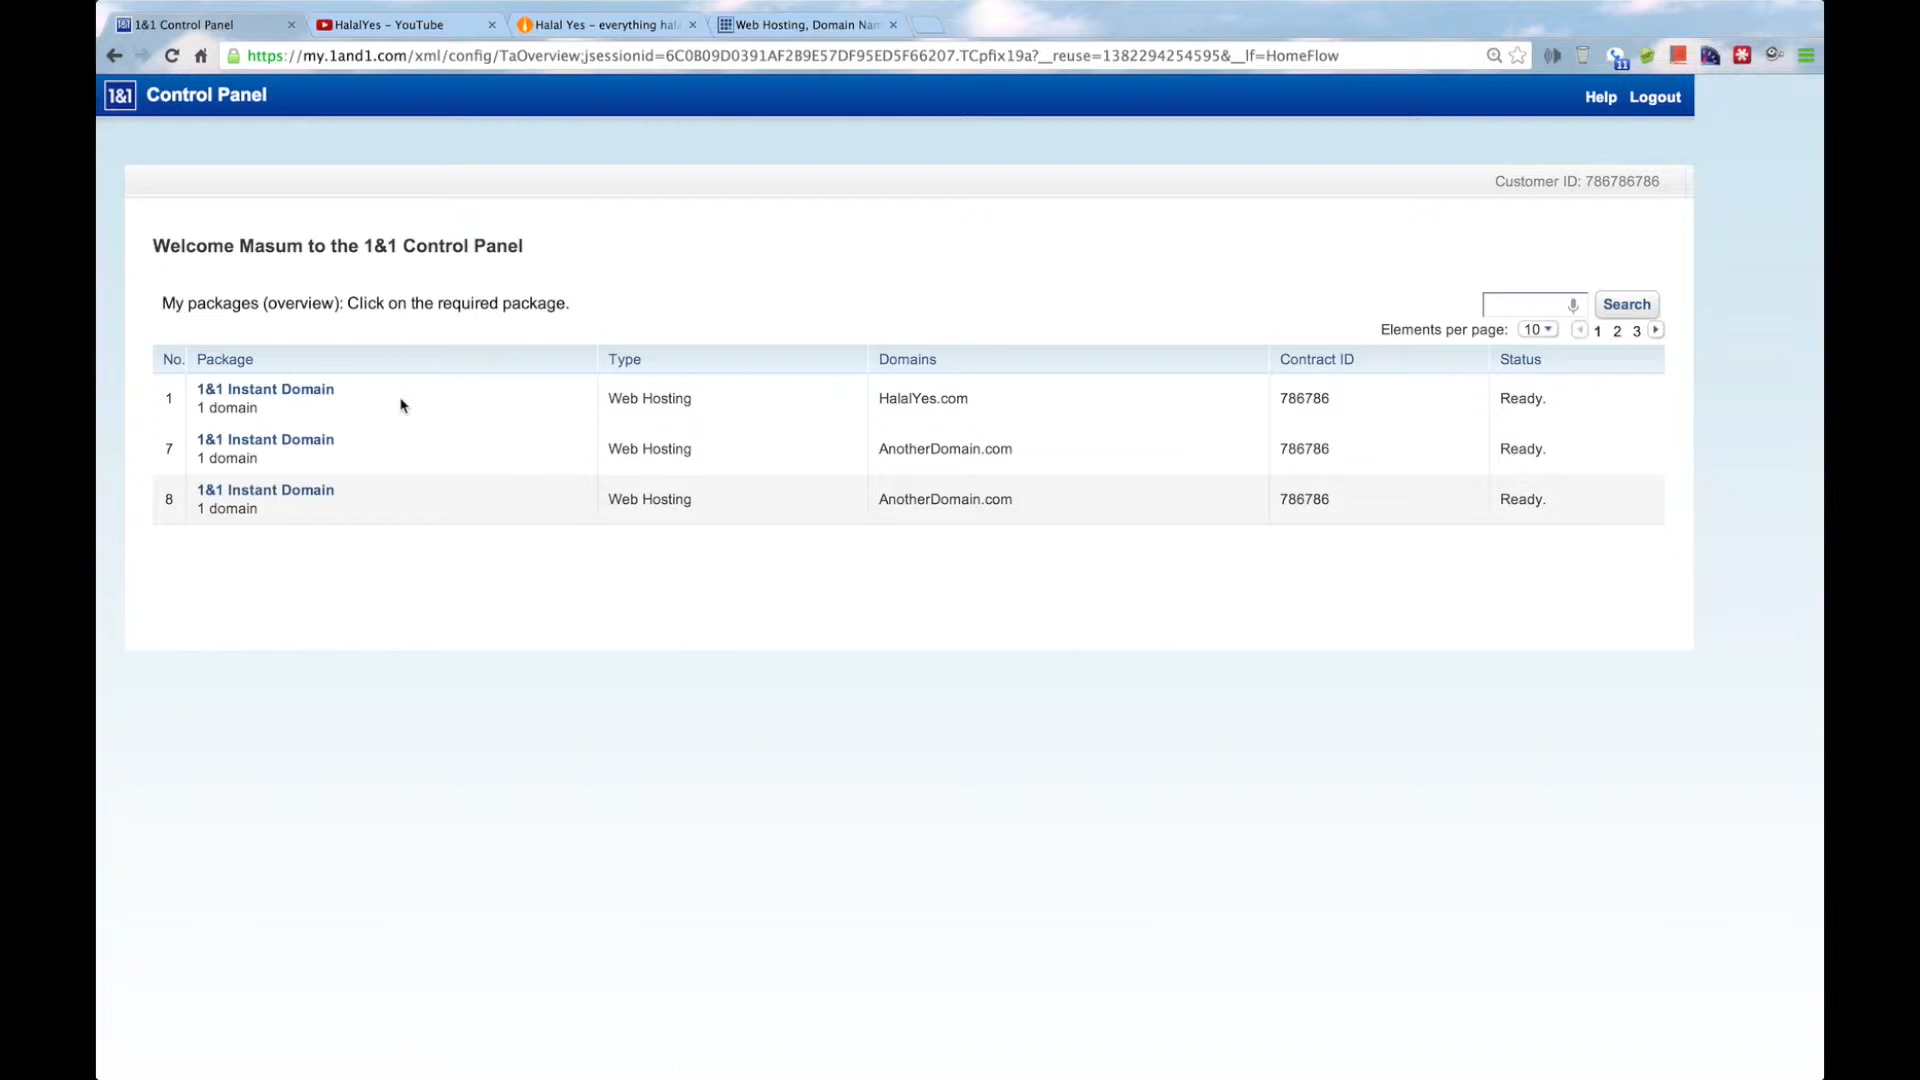 1&1 Control Panel
HalalYes - YouTube
Halal Yes – everything hal
Web Hosting, Domain Nam
https://my.1and1.com/xml/config/TaOverview;jsessionid=6C0B09D0391AF2B9E57DF95ED5F66207.TCpfix19a?__reuse=1382294254595&__lf=HomeFlow
11
1&1 Control Panel
Help Logout
Customer ID: 786786786
Welcome Masum to the 1&1 Control Panel
My packages (overview): Click on the required package.
Search
Elements per page: 10 1 2 3
No. Package Type Domains Contract ID Status
1 1&1 Instant Domain Web Hosting HalalYes.com 786786 Ready.
1 domain
7 1&1 Instant Domain Web Hosting AnotherDomain.com 786786 Ready.
1 domain
8 1&1 Instant Domain Web Hosting AnotherDomain.com 786786 Ready.
1 domain